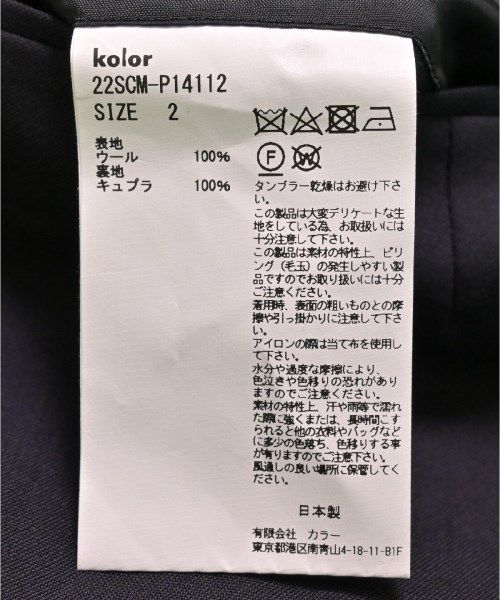 kolor
22SCM-P14112
SIZE 2
表地
ウール 100%
裏地
キュプラ 100%
F
W
タンブラー乾燥はお避け下さ
い。
この製品は大変デリケートな生
地をしている為、お取扱いには
十分注意して下さい。
この製品は素材の特性上、ピリ
ング（毛玉）の発生しやすい製
品ですのでお取り扱いには十分
ご注意ください。
着用時、表面の粗いものとの摩
擦や引っ掛かりに注意して下さ
い。
アイロンの際は当て布を使用し
て下さい。
水分や過度な摩擦により、
色泣きや色移りの恐れがあり
ますのでご注意ください。
素材の特性上、汗や雨等で濡れ
た際に強くまたは、長時間こす
られると他の衣料やバッグなど
に多少の色落ち、色移りする事
が有りますのでご注意下さい。
風通しの良い場所に保管してく
ださい。
日本製
有限会社 カラー
東京都港区南青山4-18-11-B1F